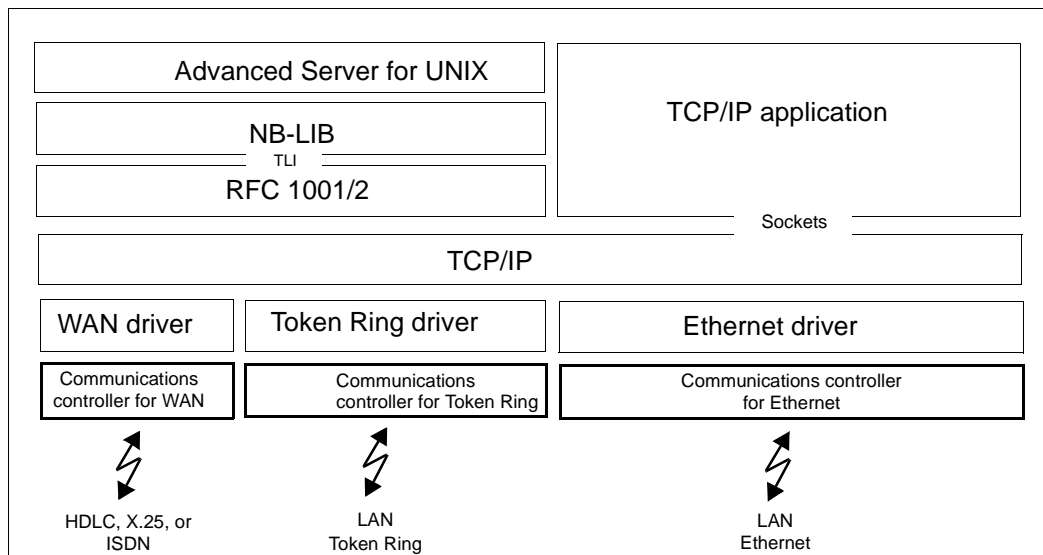 Advanced Server for UNIX
TCP/IP application
NB-LIB
TLI
RFC 1001/2
Sockets
TCP/IP
WAN driver
Token Ring driver
Ethernet driver
Communications
controller for WAN
Communications
controller for Token Ring
Communications controller
for Ethernet
HDLC, X.25, or
ISDN
LAN
Token Ring
LAN
Ethernet